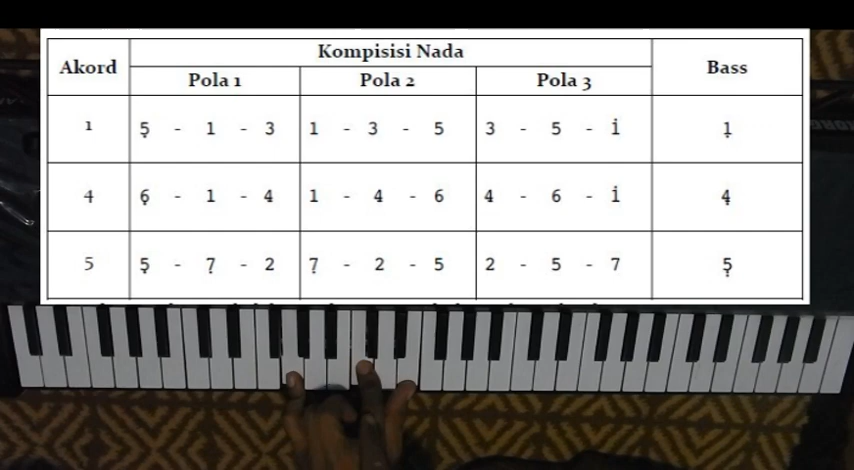 Akord Kompisisi Nada Bass
Pola 1 Pola 2 Pola 3
1 5̣ - 1 - 3 1 - 3 - 5 3 - 5 - 1̇ 1̣
4 6̣ - 1 - 4 1 - 4 - 6 4 - 6 - 1̇ 4̣
5 5̣ - 7̣ - 2 7̣ - 2 - 5 2 - 5 - 7 5̣